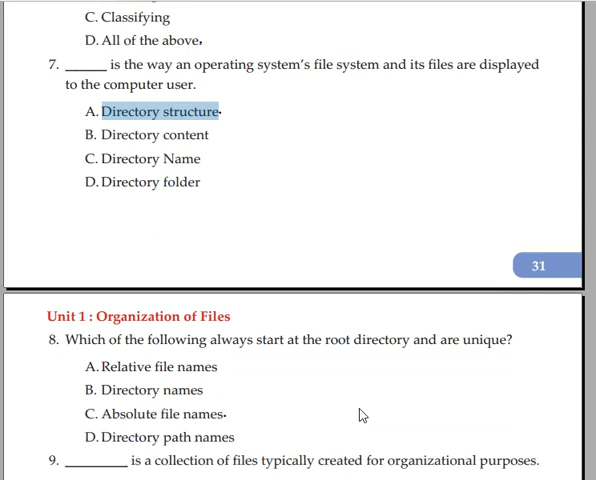 C. Classifying
D. All of the above.
7. ______ is the way an operating system's file system and its files are displayed
to the computer user.
A. Directory structure.
B. Directory content
C. Directory Name
D. Directory folder
31
Unit 1 : Organization of Files
8. Which of the following always start at the root directory and are unique?
A. Relative file names
B. Directory names
C. Absolute file names.
D. Directory path names
9. _________ is a collection of files typically created for organizational purposes.